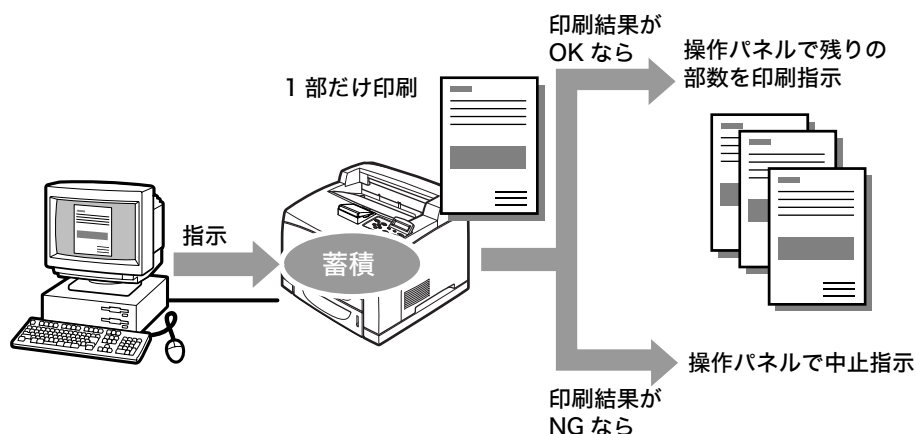 印刷結果が
OK なら
操作パネルで残りの
部数を印刷指示
1 部だけ印刷
指示
蓄積
操作パネルで中止指示
印刷結果が
NG なら